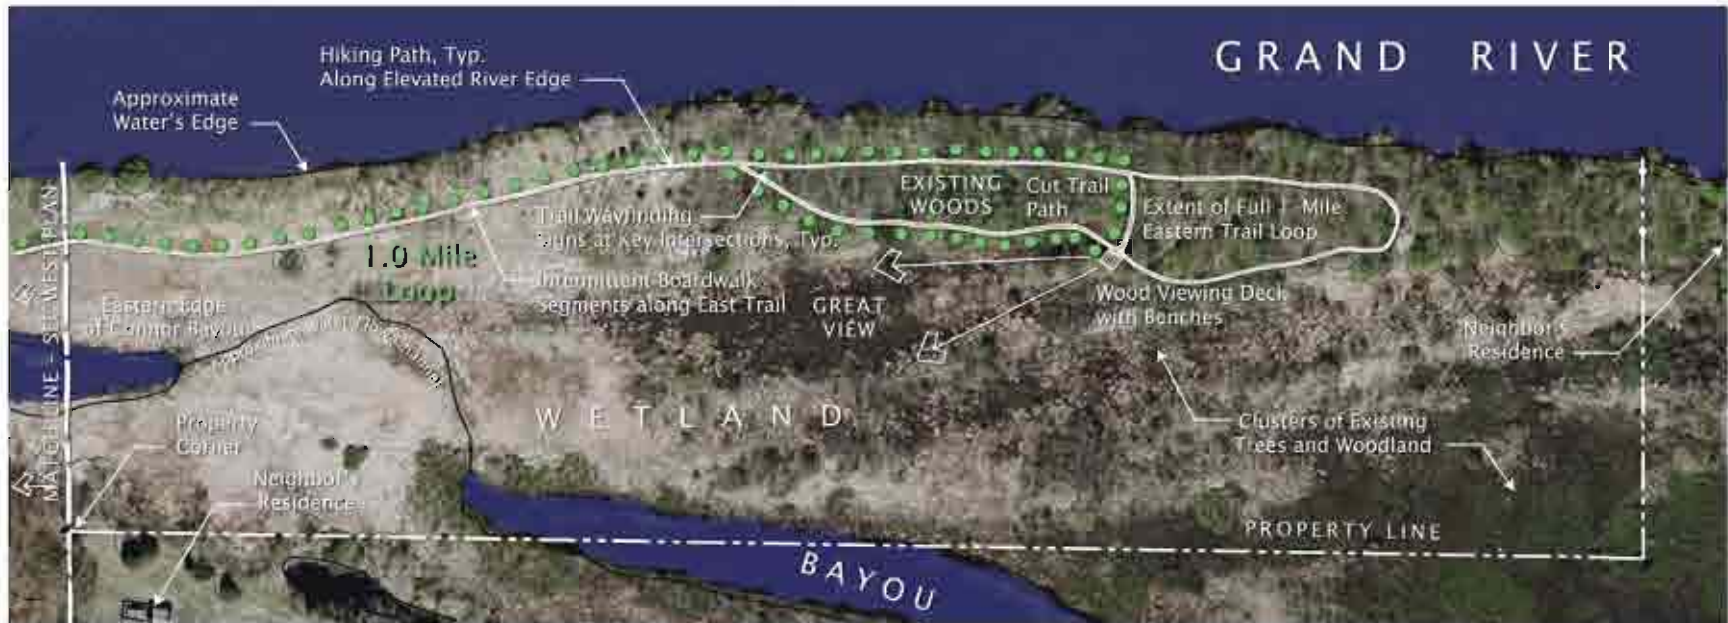 GRAND RIVER
Hiking Path, Typ.
Along Elevated River Edge
Approximate
Water's Edge
EXISTING
WOODS
Cut Trail
Path
Trail Wayfinding
Signs at Key Intersections, Typ.
Extent of Full 1 Mile
Eastern Trail Loop
1.0 Mile
Loop
Intermittent Boardwalk
Segments along East Trail
GREAT
VIEW
Wood Viewing Deck
with Benches
Eastern Edge
of Connor Bayou
Neighbor's
Residence
MATCH LINE - SEE WEST PLAN
WETLAND
Clusters of Existing
Trees and Woodland
Property
Corner
Neighbor's
Residence
PROPERTY LINE
BAYOU